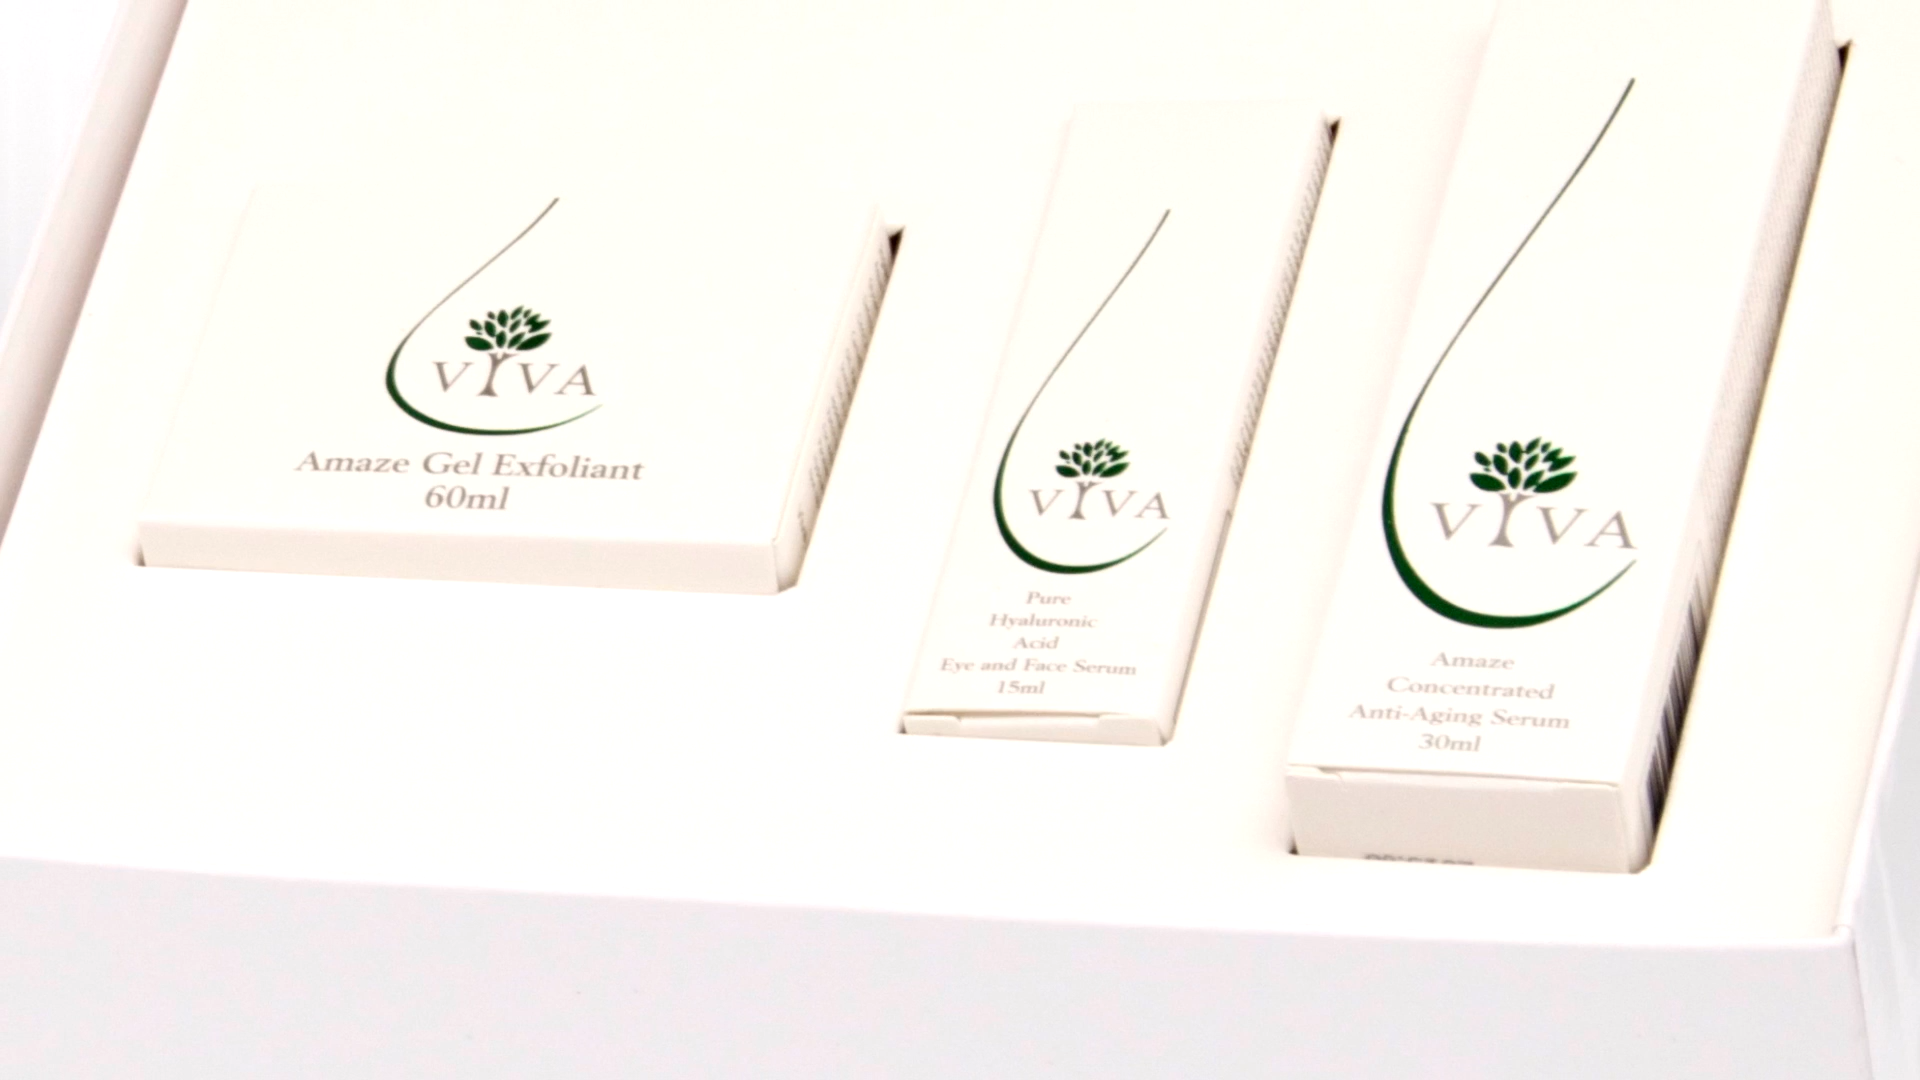 VIVA
Amaze Gel Exfoliant
60ml
VIVA
Pure
Hyaluronic
Acid
Eye and Face Serum
15ml
VIVA
Amaze
Concentrated
Anti-Aging Serum
30ml